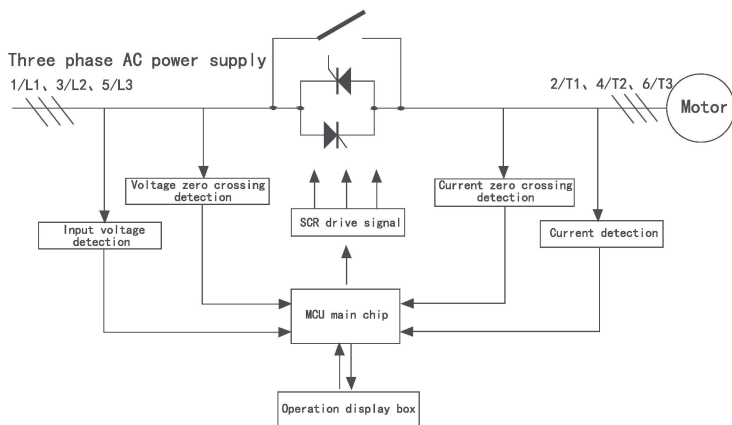 Three phase AC power supply
1/L1、3/L2、5/L3
2/T1、4/T2、6/T3
Motor
Voltage zero crossing
detection
Current zero crossing
detection
Input voltage
detection
SCR drive signal
Current detection
MCU main chip
Operation display box